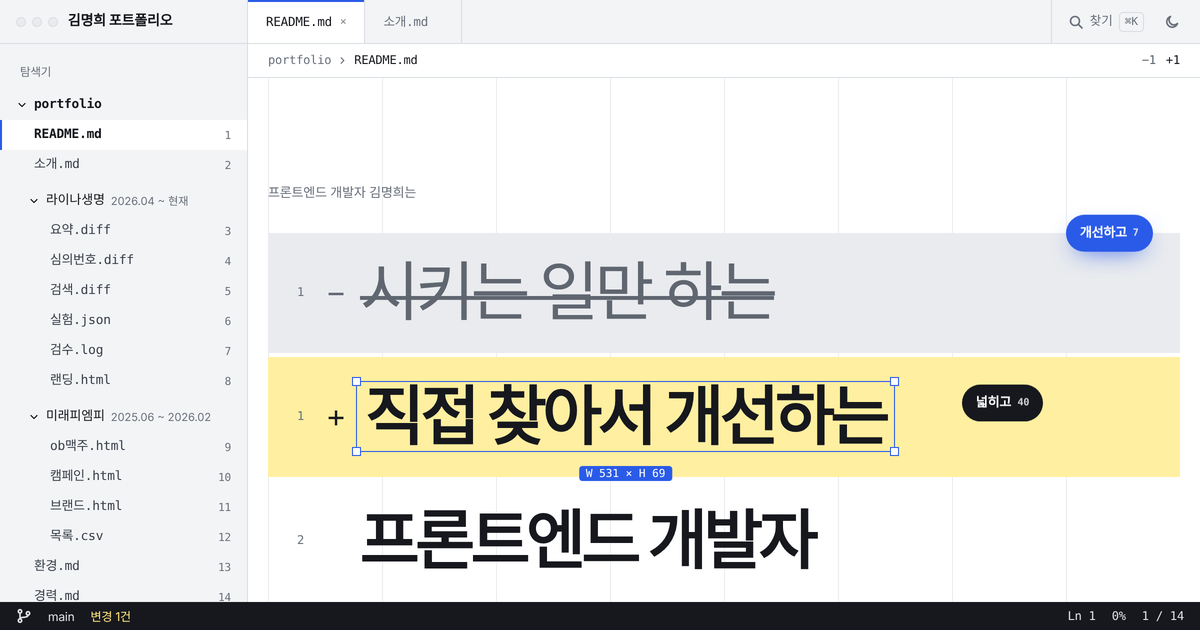 김명희 포트폴리오
README.md ×
소개.md
찾기 ⌘K
탐색기
portfolio
README.md 1
소개.md 2
라이나생명 2026.04 ~ 현재
요약.diff 3
심의번호.diff 4
검색.diff 5
실험.json 6
검수.log 7
랜딩.html 8
미래피엠피 2025.06 ~ 2026.02
ob맥주.html 9
캠페인.html 10
브랜드.html 11
목록.csv 12
환경.md 13
경력.md 14
portfolio › README.md
−1 +1
프론트엔드 개발자 김명희는
개선하고 7
1 − 시키는 일만 하는
1 + 직접 찾아서 개선하는
넓히고 40
W 531 × H 69
2 프론트엔드 개발자
main 변경 1건
Ln 1 0% 1 / 14